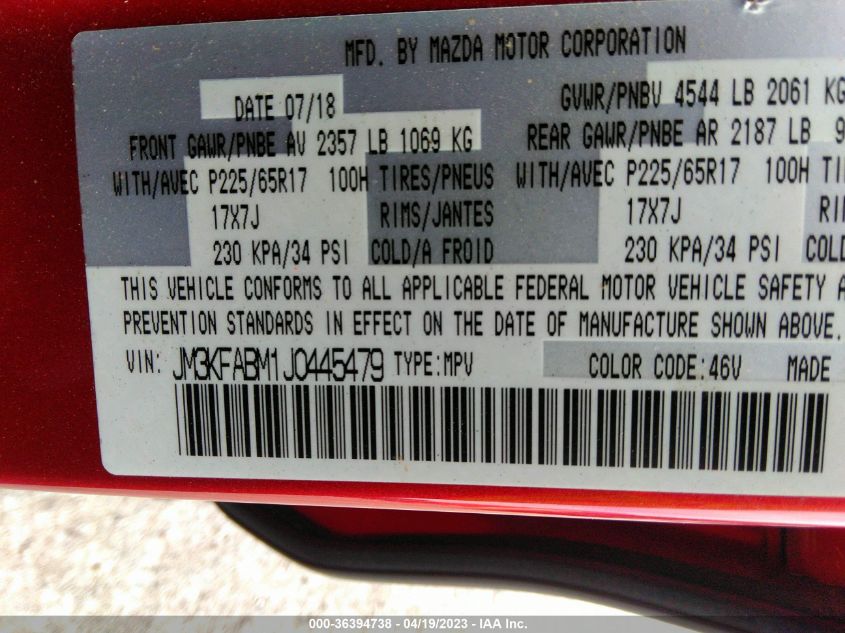 MFD. BY MAZDA MOTOR CORPORATION
DATE 07/18 GVWR/PNBV 4544 LB 2061 KG
FRONT GAWR/PNBE AV 2357 LB 1069 KG REAR GAWR/PNBE AR 2187 LB 9
WITH/AVEC P225/65R17 100H TIRES/PNEUS WITH/AVEC P225/65R17 100H TIR
17X7J RIMS/JANTES 17X7J RI
230 KPA/34 PSI COLD/A FROID 230 KPA/34 PSI COLD
THIS VEHICLE CONFORMS TO ALL APPLICABLE FEDERAL MOTOR VEHICLE SAFETY A
PREVENTION STANDARDS IN EFFECT ON THE DATE OF MANUFACTURE SHOWN ABOVE.
VIN: JM3KFABM1J0445479 TYPE:MPV COLOR CODE:46V MADE
000-36394738 - 04/19/2023 - IAA Inc.